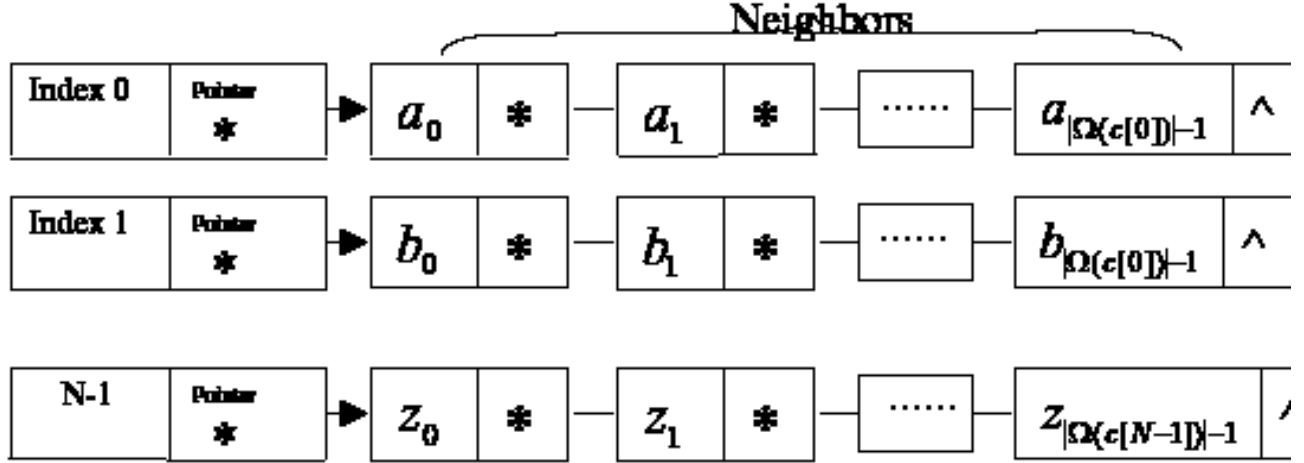 Neighbors
Index 0 Pointer * a₀ * a₁ * ...... a|Ω(c[0])|−1 ^
Index 1 Pointer * b₀ * b₁ * ...... b|Ω(c[0])|−1 ^
N-1 Pointer * z₀ * z₁ * ...... z|Ω(c[N−1])|−1 ^